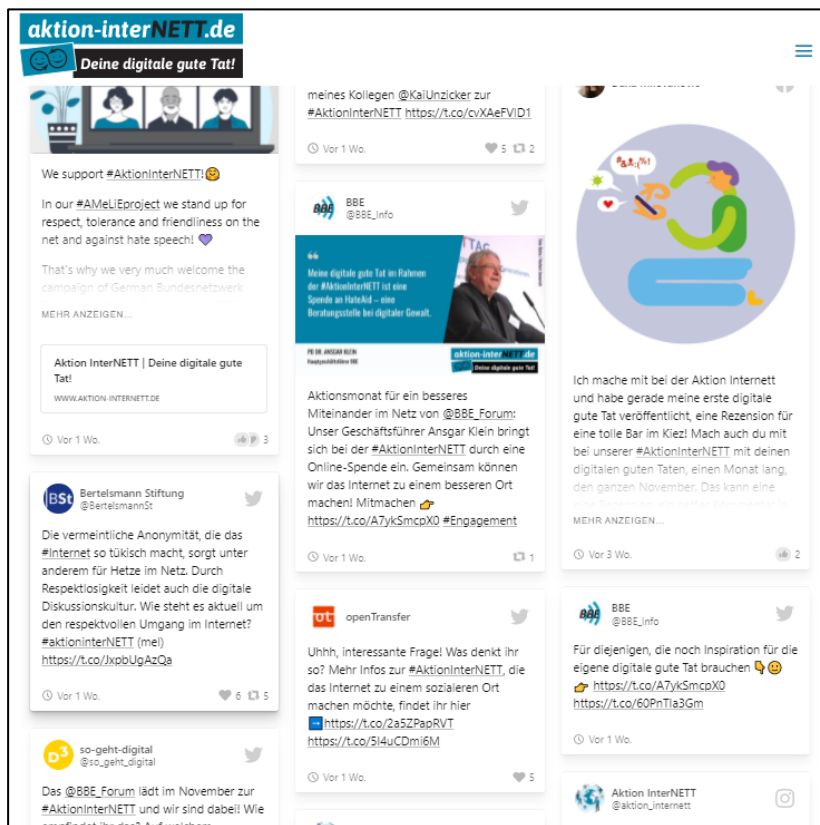 aktion-interNETT.de
Deine digitale gute Tat!
We support #AktionInterNETT!🤗
In our #AMeLiEproject we stand up for
respect, tolerance and friendliness on the
net and against hate speech! 💜
That's why we very much welcome the
campaign of German Bundesnetzwerk
MEHR ANZEIGEN...
Aktion InterNETT | Deine digitale gute
Tat!
WWW.AKTION-INTERNETT.DE
Vor 1 Wo.
3
BSt
Bertelsmann Stiftung
@BertelsmannSt
Die vermeintliche Anonymität, die das
#Internet so tükisch macht, sorgt unter
anderem für Hetze im Netz. Durch
Respektlosigkeit leidet auch die digitale
Diskussionskultur. Wie steht es aktuell um
den respektvollen Umgang im Internet?
#aktioninterNETT (mel)
https://t.co/JxpbUgAzQa
Vor 1 Wo.
6 5
D3
so-geht-digital
@so_geht_digital
Das @BBE_Forum lädt im November zur
#AktionInterNETT und wir sind dabei! Wie
meines Kollegen @KaiUnzicker zur
#AktionInterNETT https://t.co/cvXAeFVlD1
Vor 1 Wo.
5 2
BBE
BBE
@BBE_Info
Meine digitale gute Tat im Rahmen
der #AktionInterNETT ist eine
Spende an HateAid – eine
Beratungsstelle bei digitaler Gewalt.
PD DR. ANSGAR KLEIN
Hauptgeschäftsführer BBE
TTAG
aktion-interNETT.de
Deine digitale gute Tat!
Aktionsmonat für ein besseres
Miteinander im Netz von @BBE_Forum:
Unser Geschäftsführer Ansgar Klein bringt
sich bei der #AktionInterNETT durch eine
Online-Spende ein. Gemeinsam können
wir das Internet zu einem besseren Ort
machen! Mitmachen 👉
https://t.co/A7ykSmcpX0 #Engagement
Vor 1 Wo.
1
ot
openTransfer
Uhhh, interessante Frage! Was denkt ihr
so? Mehr Infos zur #AktionInterNETT, die
das Internet zu einem sozialeren Ort
machen möchte, findet ihr hier
➡️https://t.co/2a5ZPapRVT
https://t.co/5I4uCDmi6M
Vor 1 Wo.
5
#&*;(%!
Ich mache mit bei der Aktion Internett
und habe gerade meine erste digitale
gute Tat veröffentlicht, eine Rezension für
eine tolle Bar im Kiez! Mach auch du mit
bei unserer #AktionInterNETT mit deinen
digitalen guten Taten, einen Monat lang,
den ganzen November. Das kann eine
MEHR ANZEIGEN...
Vor 3 Wo.
2
BBE
BBE
@BBE_Info
Für diejenigen, die noch Inspiration für die
eigene digitale gute Tat brauchen 👇🙂
👉 https://t.co/A7ykSmcpX0
https://t.co/60PnTIa3Gm
Vor 1 Wo.
Aktion InterNETT
@aktion_internett